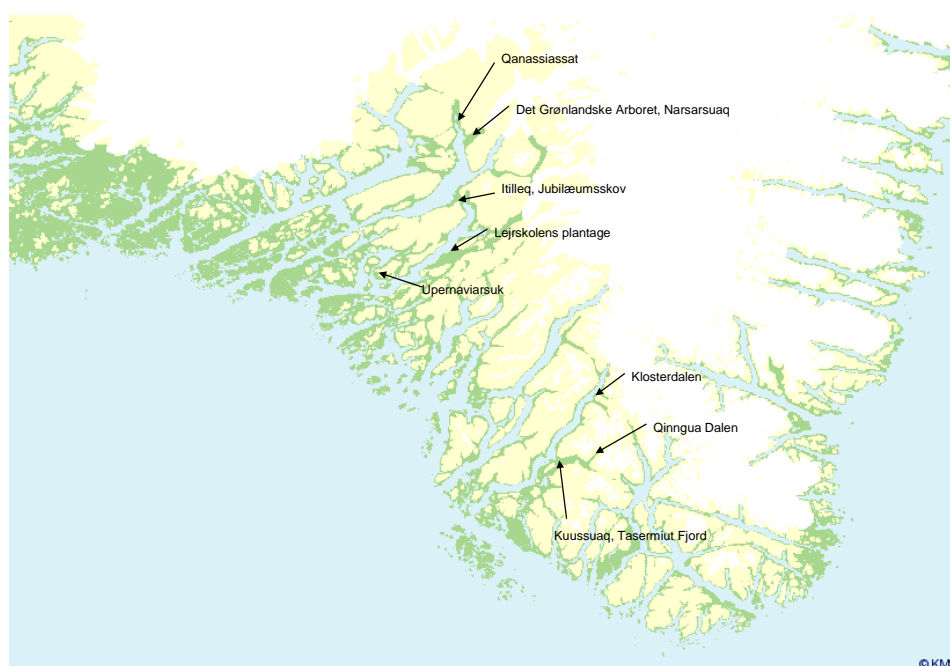 Qanassiassat
Det Grønlandske Arboret, Narsarsuaq
Itilleq, Jubilæumsskov
Lejrskolens plantage
Upernaviarsuk
Klosterdalen
Qinngua Dalen
Kuussuaq, Tasermiut Fjord